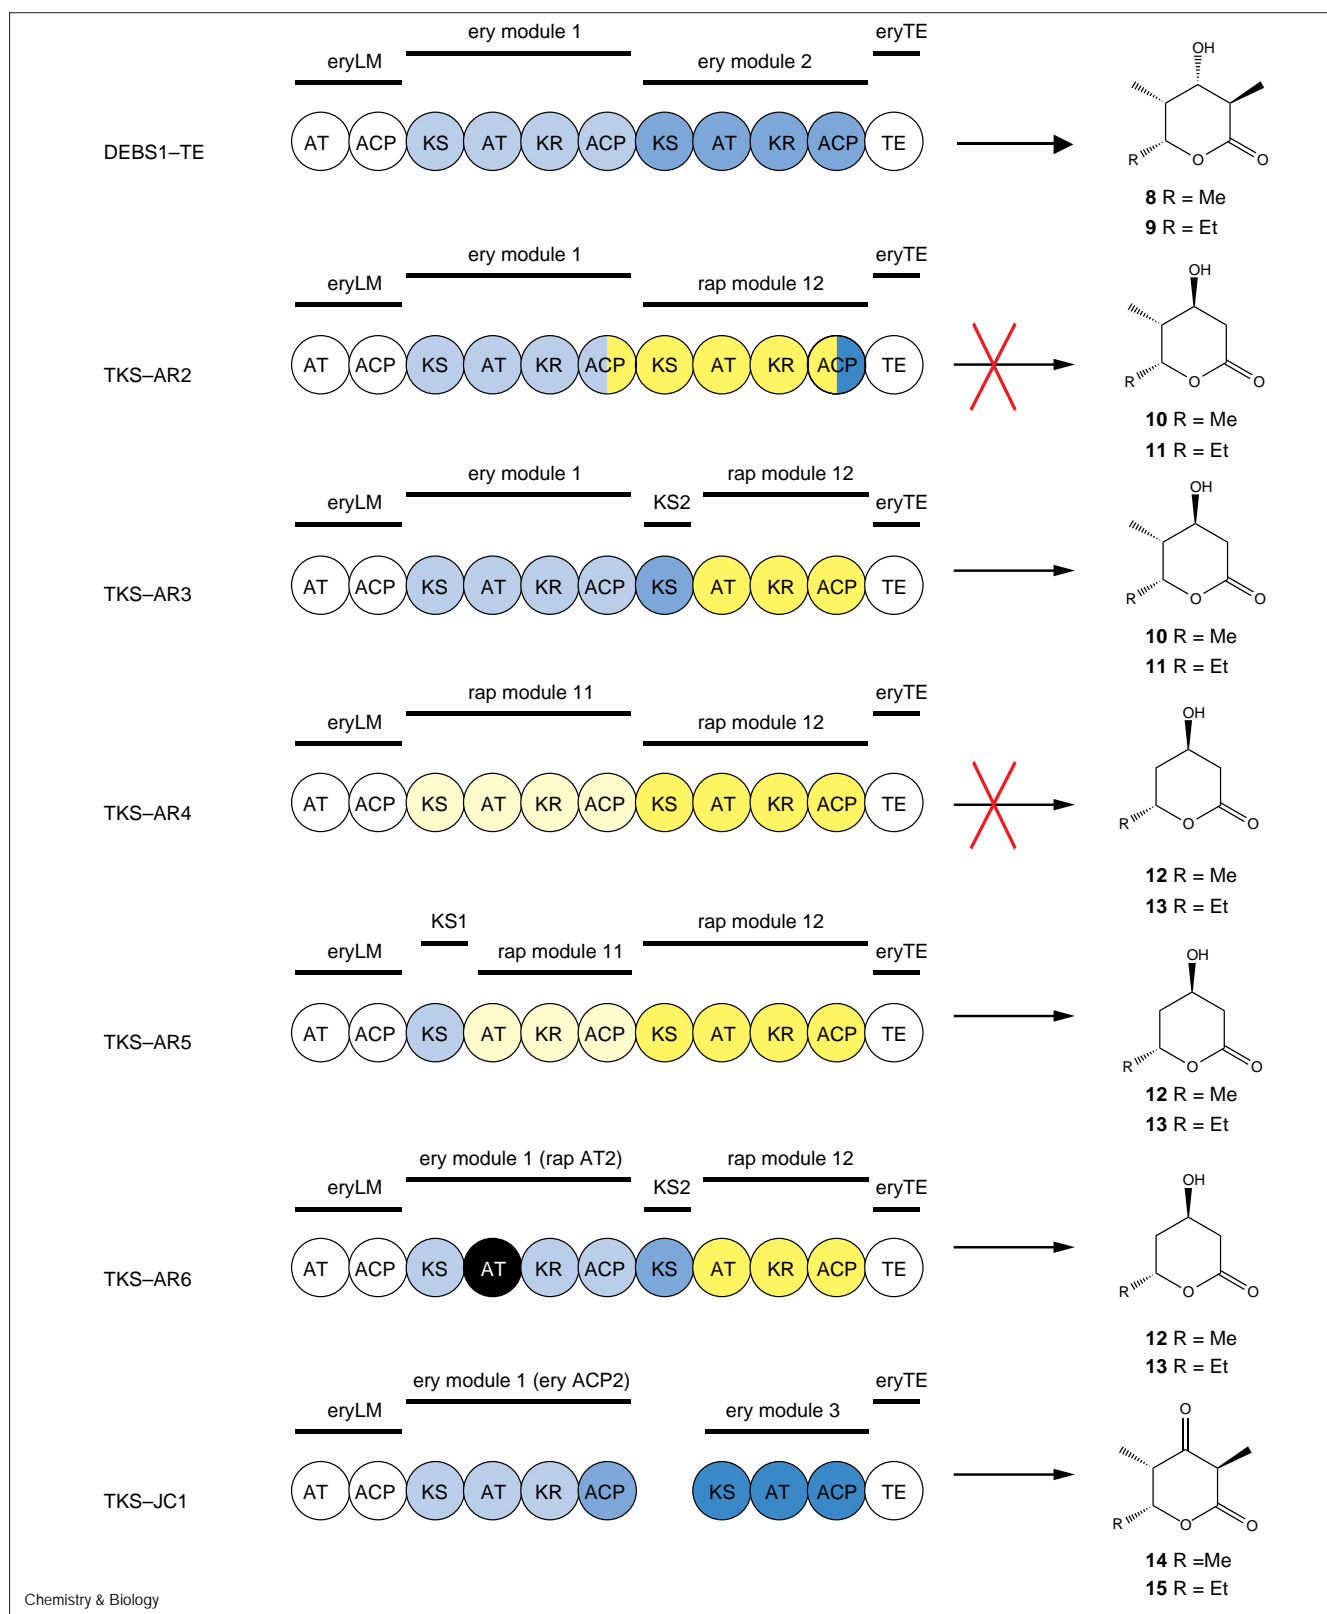 ery module 1 eryTE
eryLM ery module 2
DEBS1–TE AT ACP KS AT KR ACP KS AT KR ACP TE
OH
R O O
8 R = Me
9 R = Et
ery module 1 eryTE
eryLM rap module 12
TKS–AR2 AT ACP KS AT KR ACP KS AT KR ACP TE
OH
R O O
10 R = Me
11 R = Et
ery module 1 rap module 12
eryLM KS2 eryTE
TKS–AR3 AT ACP KS AT KR ACP KS AT KR ACP TE
OH
R O O
10 R = Me
11 R = Et
rap module 11 eryTE
eryLM rap module 12
TKS–AR4 AT ACP KS AT KR ACP KS AT KR ACP TE
OH
R O O
12 R = Me
13 R = Et
KS1 rap module 12
eryLM rap module 11 eryTE
TKS–AR5 AT ACP KS AT KR ACP KS AT KR ACP TE
OH
R O O
12 R = Me
13 R = Et
ery module 1 (rap AT2) rap module 12
eryLM KS2 eryTE
TKS–AR6 AT ACP KS AT KR ACP KS AT KR ACP TE
OH
R O O
12 R = Me
13 R = Et
ery module 1 (ery ACP2) eryTE
eryLM ery module 3
TKS–JC1 AT ACP KS AT KR ACP KS AT ACP TE
O
R O O
14 R =Me
15 R = Et
Chemistry & Biology